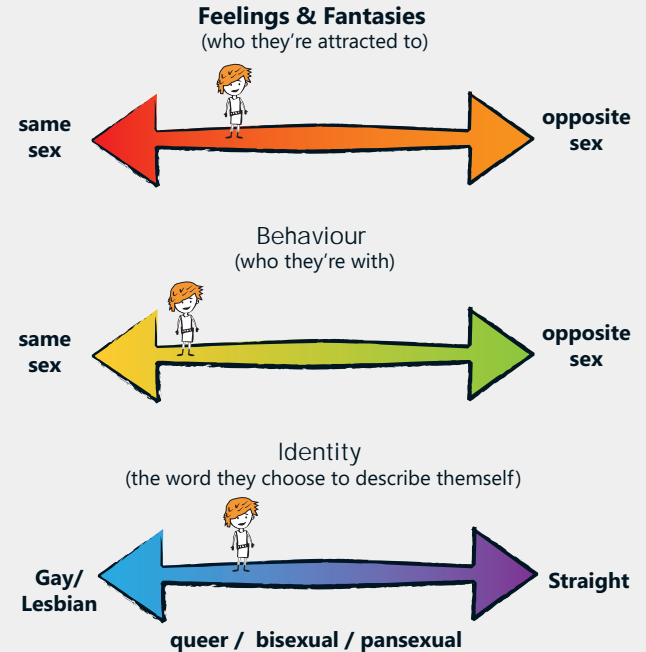 Feelings & Fantasies
(who they're attracted to)
same
sex
opposite
sex
Behaviour
(who they're with)
same
sex
opposite
sex
Identity
(the word they choose to describe themself)
Gay/
Lesbian
Straight
queer / bisexual / pansexual